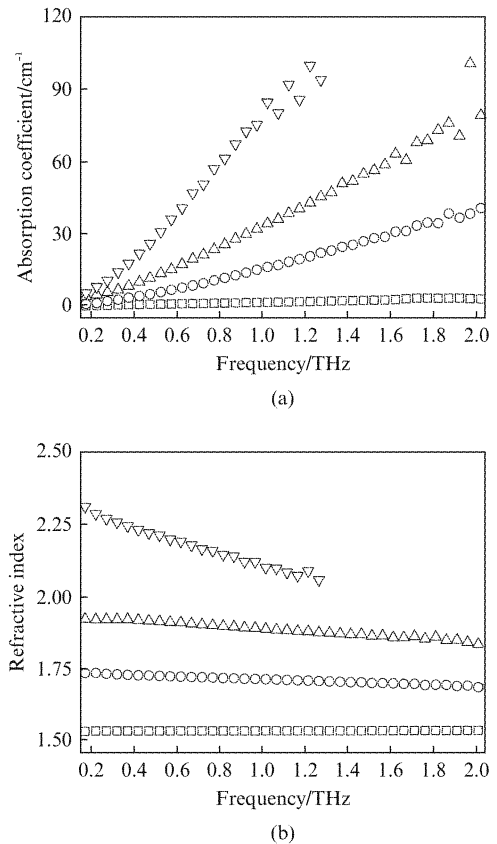 120
90
60
30
0
Absorption coefficient/cm⁻¹
0.2 0.4 0.6 0.8 1.0 1.2 1.4 1.6 1.8 2.0
Frequency/THz
(a)
2.50
2.25
2.00
1.75
1.50
Refractive index
0.2 0.4 0.6 0.8 1.0 1.2 1.4 1.6 1.8 2.0
Frequency/THz
(b)